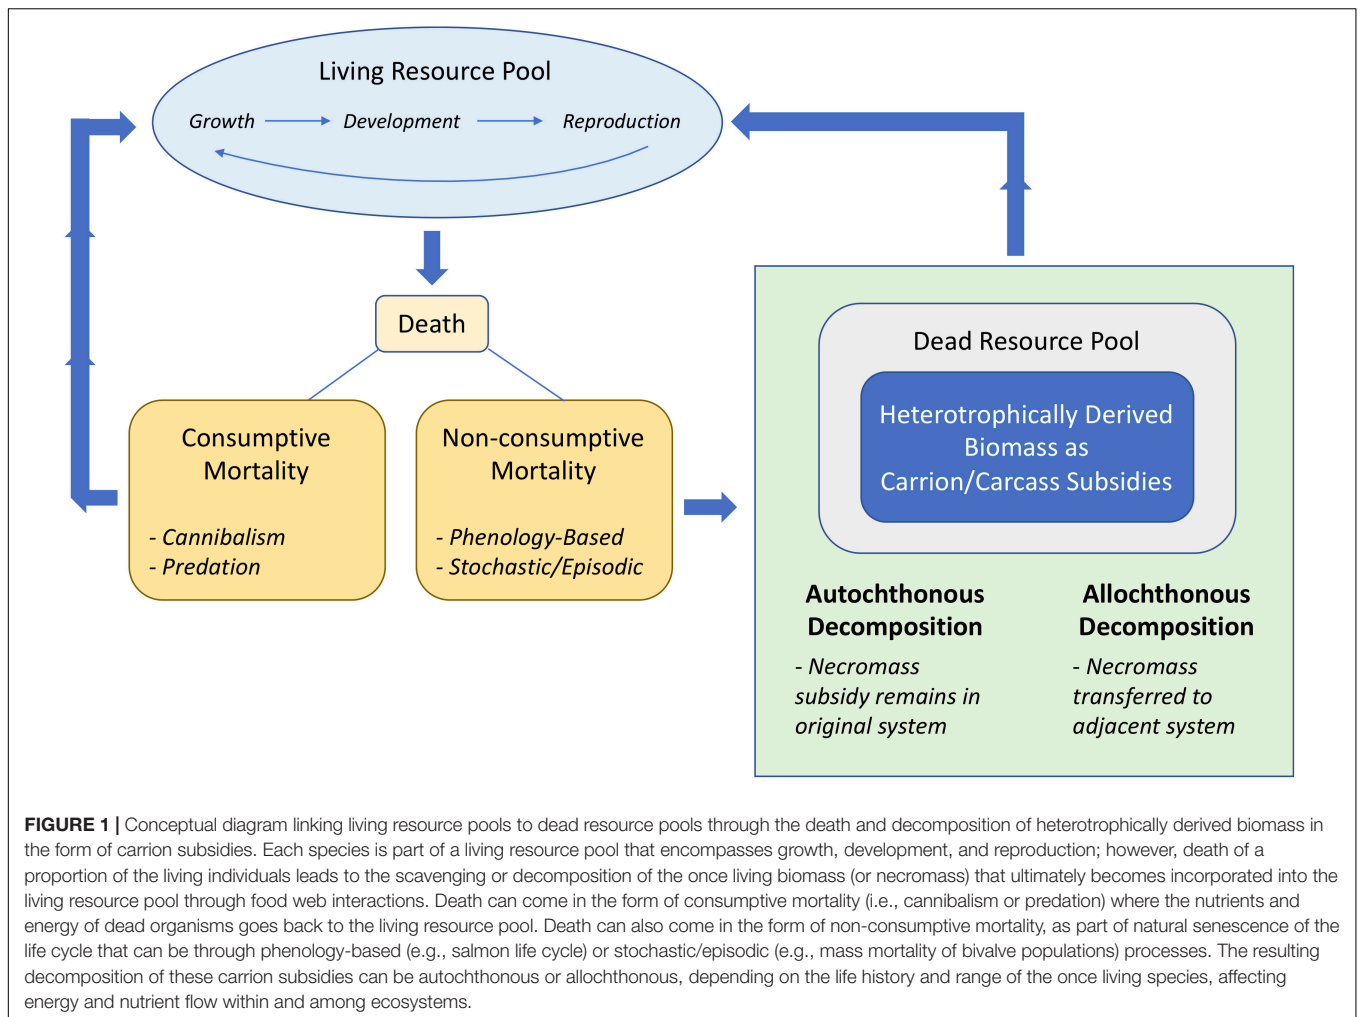 Living Resource Pool
Growth Development Reproduction
Death
Consumptive
Mortality
- Cannibalism
- Predation
Non-consumptive
Mortality
- Phenology-Based
- Stochastic/Episodic
Dead Resource Pool
Heterotrophically Derived
Biomass as
Carrion/Carcass Subsidies
Autochthonous
Decomposition
- Necromass
subsidy remains in
original system
Allochthonous
Decomposition
- Necromass
transferred to
adjacent system
FIGURE 1 | Conceptual diagram linking living resource pools to dead resource pools through the death and decomposition of heterotrophically derived biomass in
the form of carrion subsidies. Each species is part of a living resource pool that encompasses growth, development, and reproduction; however, death of a
proportion of the living individuals leads to the scavenging or decomposition of the once living biomass (or necromass) that ultimately becomes incorporated into the
living resource pool through food web interactions. Death can come in the form of consumptive mortality (i.e., cannibalism or predation) where the nutrients and
energy of dead organisms goes back to the living resource pool. Death can also come in the form of non-consumptive mortality, as part of natural senescence of the
life cycle that can be through phenology-based (e.g., salmon life cycle) or stochastic/episodic (e.g., mass mortality of bivalve populations) processes. The resulting
decomposition of these carrion subsidies can be autochthonous or allochthonous, depending on the life history and range of the once living species, affecting
energy and nutrient flow within and among ecosystems.